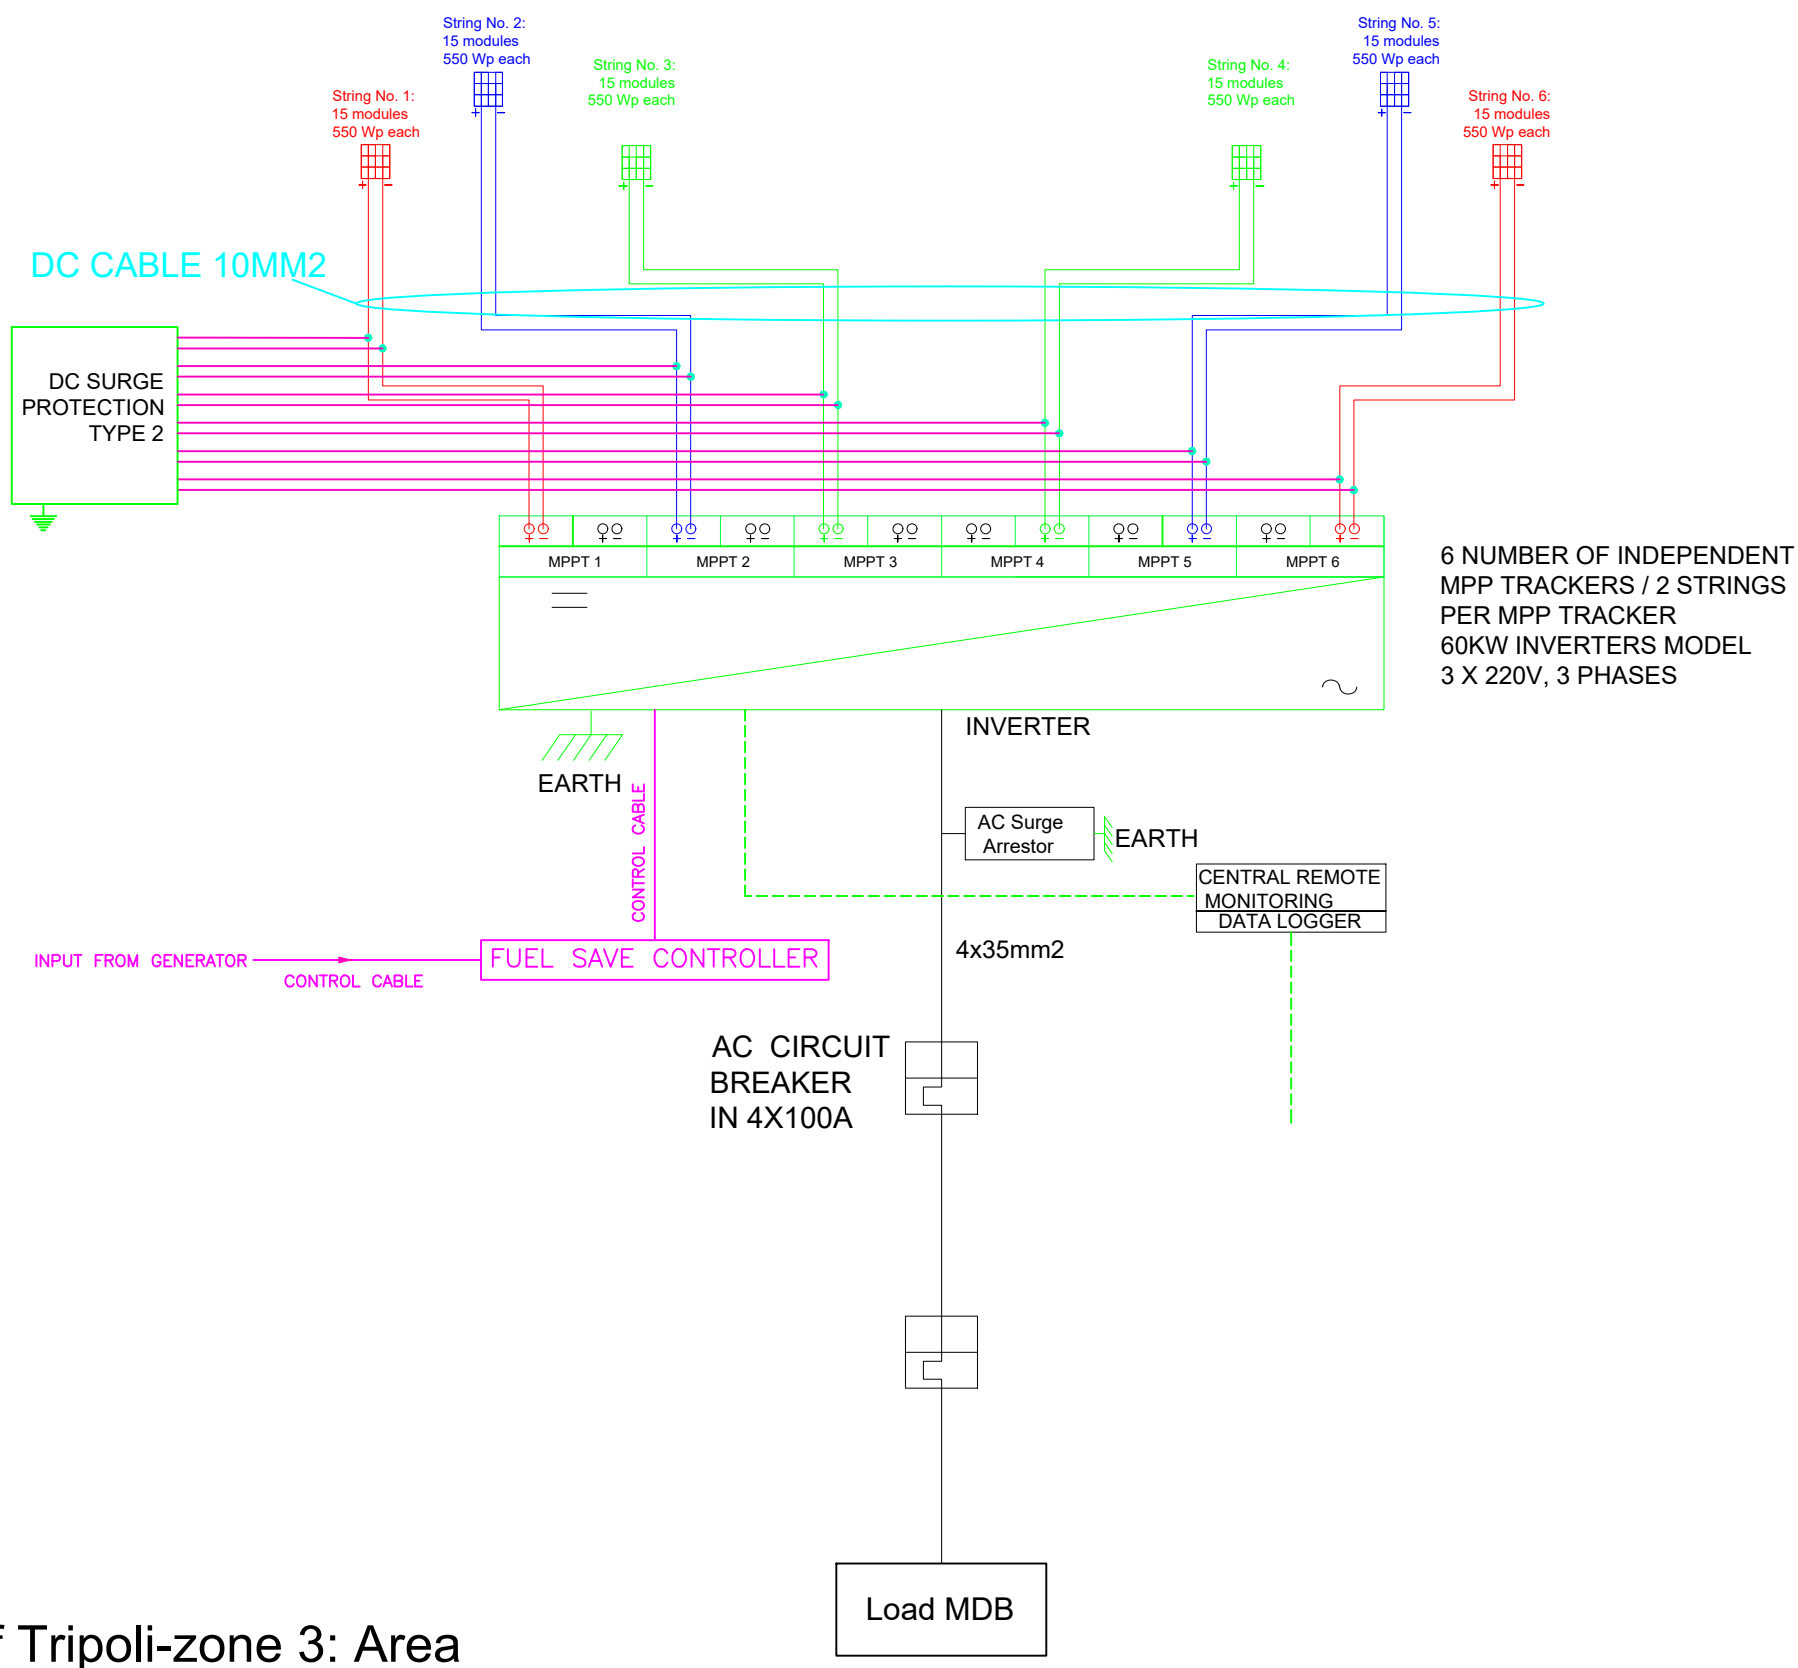 String No. 2:
15 modules
550 Wp each
String No. 5:
15 modules
550 Wp each
String No. 3:
15 modules
550 Wp each
String No. 4:
15 modules
550 Wp each
String No. 1:
15 modules
550 Wp each
String No. 6:
15 modules
550 Wp each
+ −
+ −
+ −
+ −
+ −
+ −
DC CABLE 10MM2
DC SURGE
PROTECTION
TYPE 2
+ − + − + − + − + − + − + − + − + − + − + − + −
MPPT 1 MPPT 2 MPPT 3 MPPT 4 MPPT 5 MPPT 6
6 NUMBER OF INDEPENDENT
MPP TRACKERS / 2 STRINGS
PER MPP TRACKER
60KW INVERTERS MODEL
3 X 220V, 3 PHASES
INVERTER
EARTH
CONTROL CABLE
AC Surge
Arrestor
EARTH
CENTRAL REMOTE
MONITORING
DATA LOGGER
INPUT FROM GENERATOR
CONTROL CABLE
FUEL SAVE CONTROLLER
4x35mm2
AC CIRCUIT
BREAKER
IN 4X100A
Load MDB
Tripoli-zone 3: Area